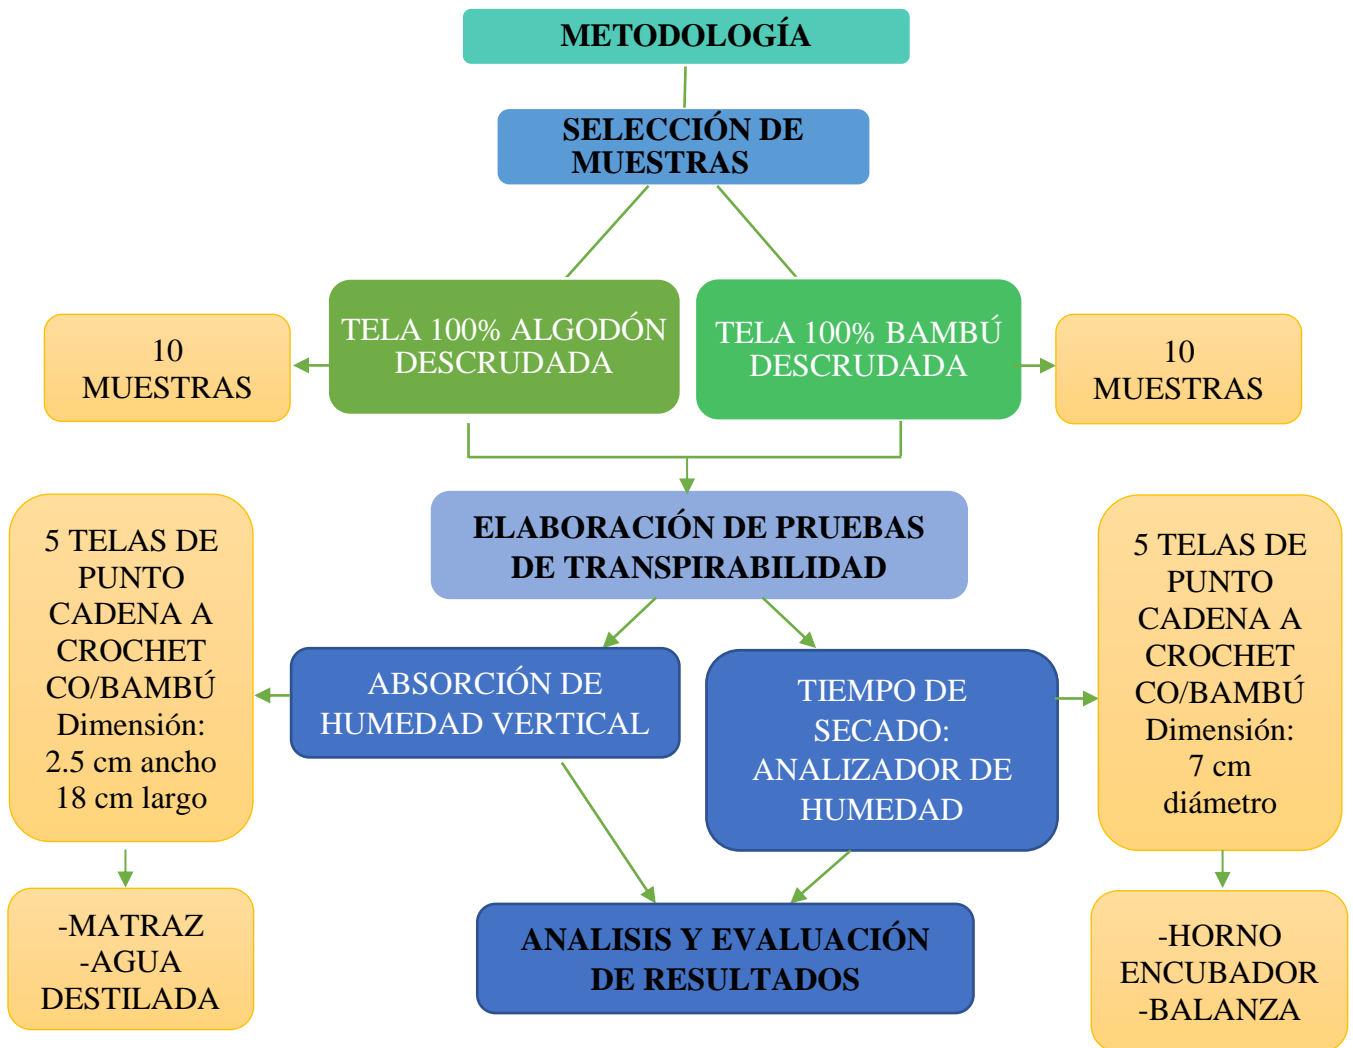 METODOLOGÍA
SELECCIÓN DE
MUESTRAS
10
MUESTRAS
TELA 100% ALGODÓN
DESCRUDADA
TELA 100% BAMBÚ
DESCRUDADA
10
MUESTRAS
ELABORACIÓN DE PRUEBAS
DE TRANSPIRABILIDAD
5 TELAS DE
PUNTO
CADENA A
CROCHET
CO/BAMBÚ
Dimensión:
2.5 cm ancho
18 cm largo
ABSORCIÓN DE
HUMEDAD VERTICAL
TIEMPO DE
SECADO:
ANALIZADOR DE
HUMEDAD
5 TELAS DE
PUNTO
CADENA A
CROCHET
CO/BAMBÚ
Dimensión:
7 cm
diámetro
-MATRAZ
-AGUA
DESTILADA
ANALISIS Y EVALUACIÓN
DE RESULTADOS
-HORNO
ENCUBADOR
-BALANZA